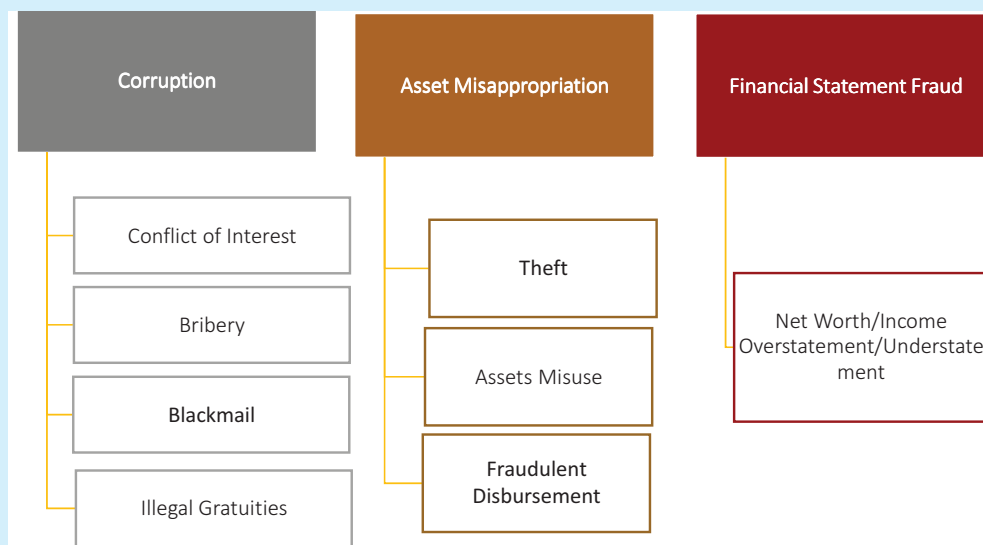 Corruption
Conflict of Interest
Bribery
Blackmail
Illegal Gratuities
Asset Misappropriation
Theft
Assets Misuse
Fraudulent
Disbursement
Financial Statement Fraud
Net Worth/Income
Overstatement/Understate
ment